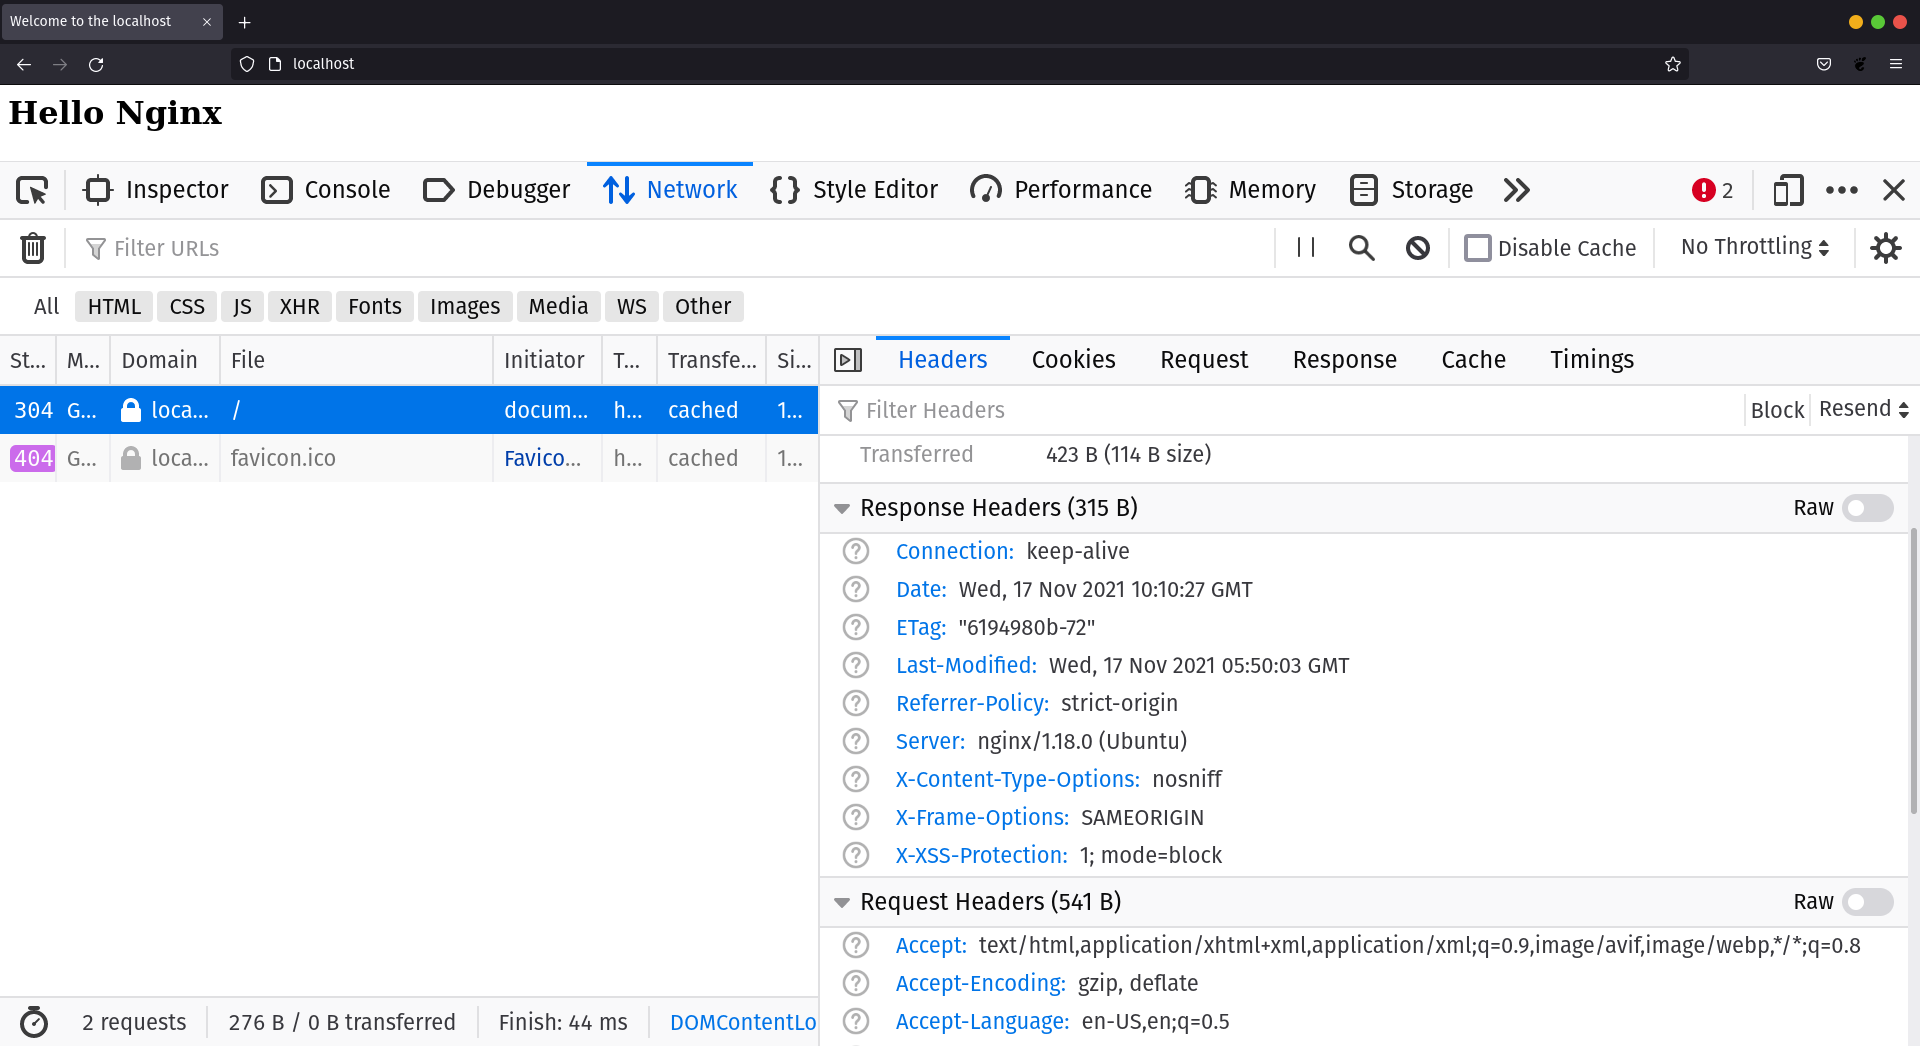 Welcome to the localhost
localhost
Hello Nginx
Inspector Console Debugger Network Style Editor Performance Memory Storage 2
Filter URLs Disable Cache No Throttling
All HTML CSS JS XHR Fonts Images Media WS Other
St... M... Domain File Initiator T... Transfe... Si... Headers Cookies Request Response Cache Timings
304 G... loca... / docum... h... cached 1... Filter Headers Block Resend
404 G... loca... favicon.ico Favico... h... cached 1...
Transferred 423 B (114 B size)
Response Headers (315 B) Raw
Connection: keep-alive
Date: Wed, 17 Nov 2021 10:10:27 GMT
ETag: "6194980b-72"
Last-Modified: Wed, 17 Nov 2021 05:50:03 GMT
Referrer-Policy: strict-origin
Server: nginx/1.18.0 (Ubuntu)
X-Content-Type-Options: nosniff
X-Frame-Options: SAMEORIGIN
X-XSS-Protection: 1; mode=block
Request Headers (541 B) Raw
Accept: text/html,application/xhtml+xml,application/xml;q=0.9,image/avif,image/webp,*/*;q=0.8
Accept-Encoding: gzip, deflate
Accept-Language: en-US,en;q=0.5
2 requests 276 B / 0 B transferred Finish: 44 ms DOMContentLo